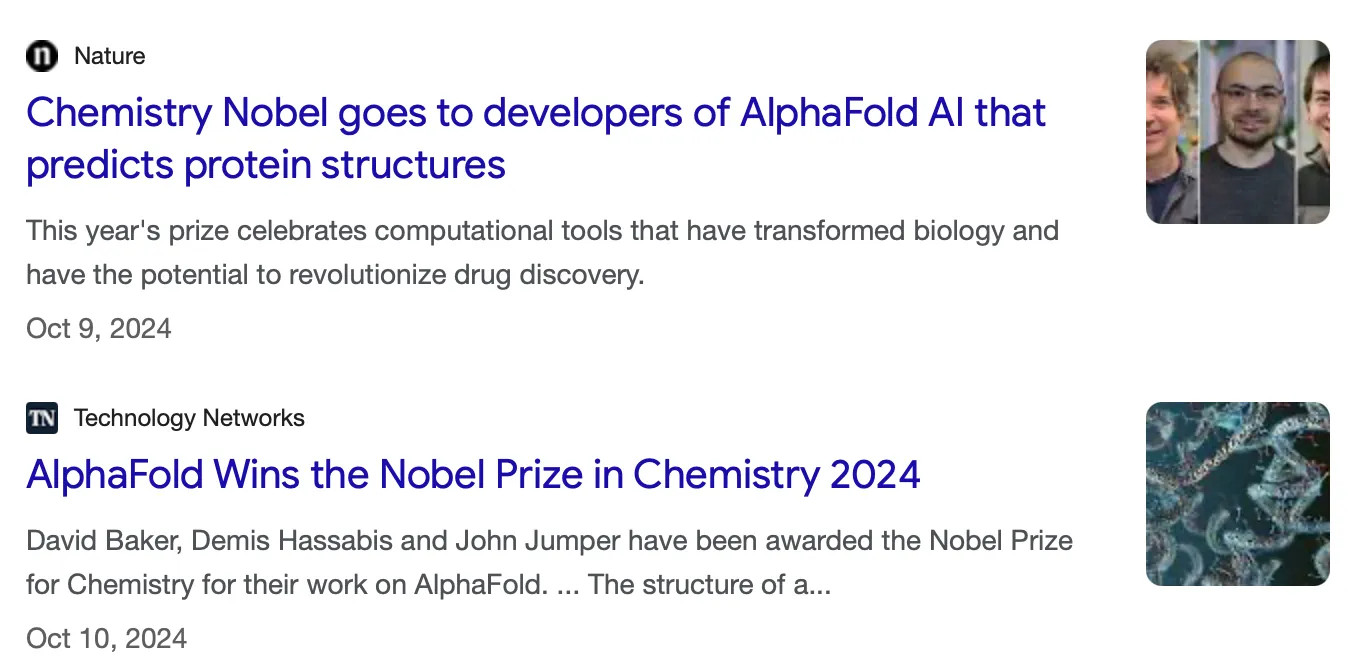 n Nature
Chemistry Nobel goes to developers of AlphaFold AI that
predicts protein structures
This year's prize celebrates computational tools that have transformed biology and
have the potential to revolutionize drug discovery.
Oct 9, 2024
TN Technology Networks
AlphaFold Wins the Nobel Prize in Chemistry 2024
David Baker, Demis Hassabis and John Jumper have been awarded the Nobel Prize
for Chemistry for their work on AlphaFold. ... The structure of a...
Oct 10, 2024